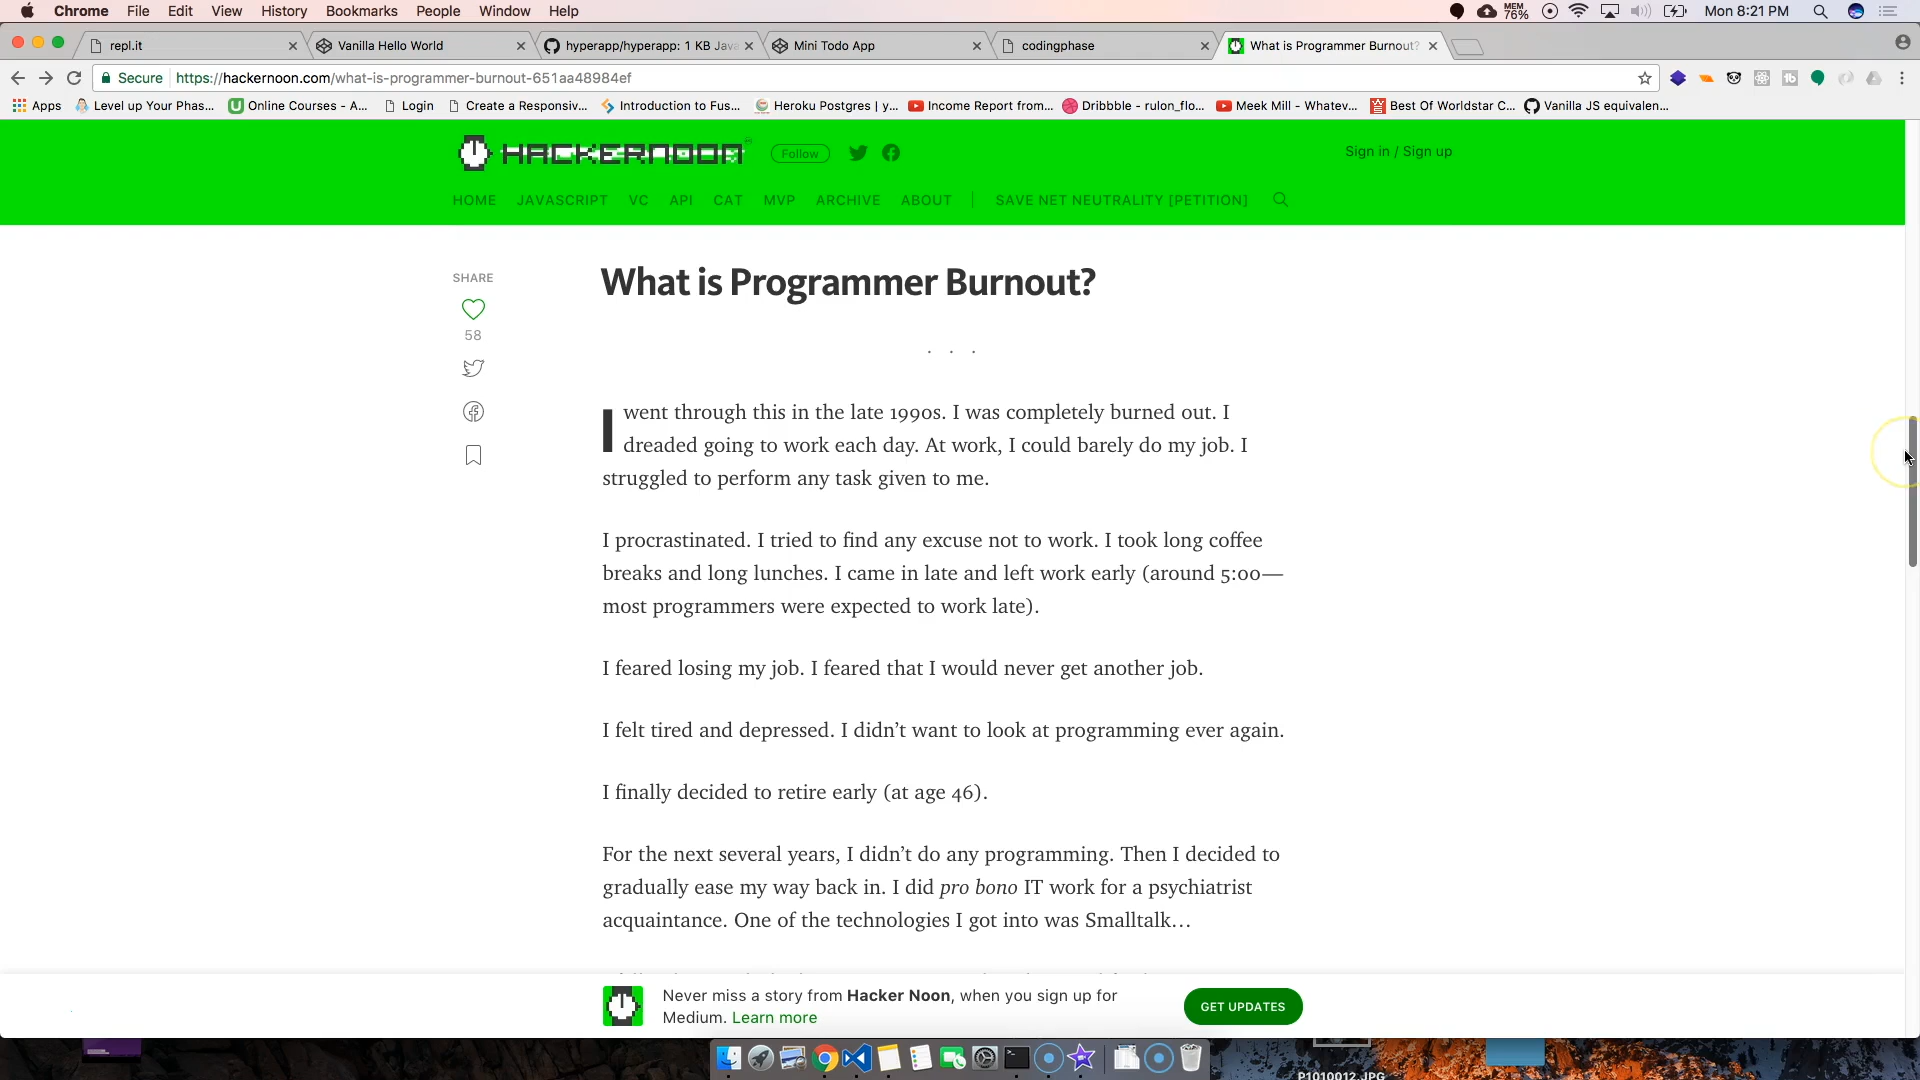 Chrome File Edit View History Bookmarks People Window Help MEM 76% Mon 8:21 PM
repl.it Vanilla Hello World hyperapp/hyperapp: 1 KB Java Mini Todo App codingphase What is Programmer Burnout?
Secure https://hackernoon.com/what-is-programmer-burnout-651aa48984ef
Apps Level up Your Phas... Online Courses - A... Login Create a Responsiv... Introduction to Fus... Heroku Postgres | y... Income Report from... Dribbble - rulon_flo... Meek Mill - Whatev... Best Of Worldstar C... Vanilla JS equivalen...
HACKERNOON Follow Sign in / Sign up
HOME JAVASCRIPT VC API CAT MVP ARCHIVE ABOUT SAVE NET NEUTRALITY [PETITION]
SHARE
58
What is Programmer Burnout?
. . .
I went through this in the late 1990s. I was completely burned out. I
dreaded going to work each day. At work, I could barely do my job. I
struggled to perform any task given to me.
I procrastinated. I tried to find any excuse not to work. I took long coffee
breaks and long lunches. I came in late and left work early (around 5:00—
most programmers were expected to work late).
I feared losing my job. I feared that I would never get another job.
I felt tired and depressed. I didn’t want to look at programming ever again.
I finally decided to retire early (at age 46).
For the next several years, I didn’t do any programming. Then I decided to
gradually ease my way back in. I did pro bono IT work for a psychiatrist
acquaintance. One of the technologies I got into was Smalltalk…
Never miss a story from Hacker Noon, when you sign up for
Medium. Learn more
GET UPDATES
P1010012.JPG